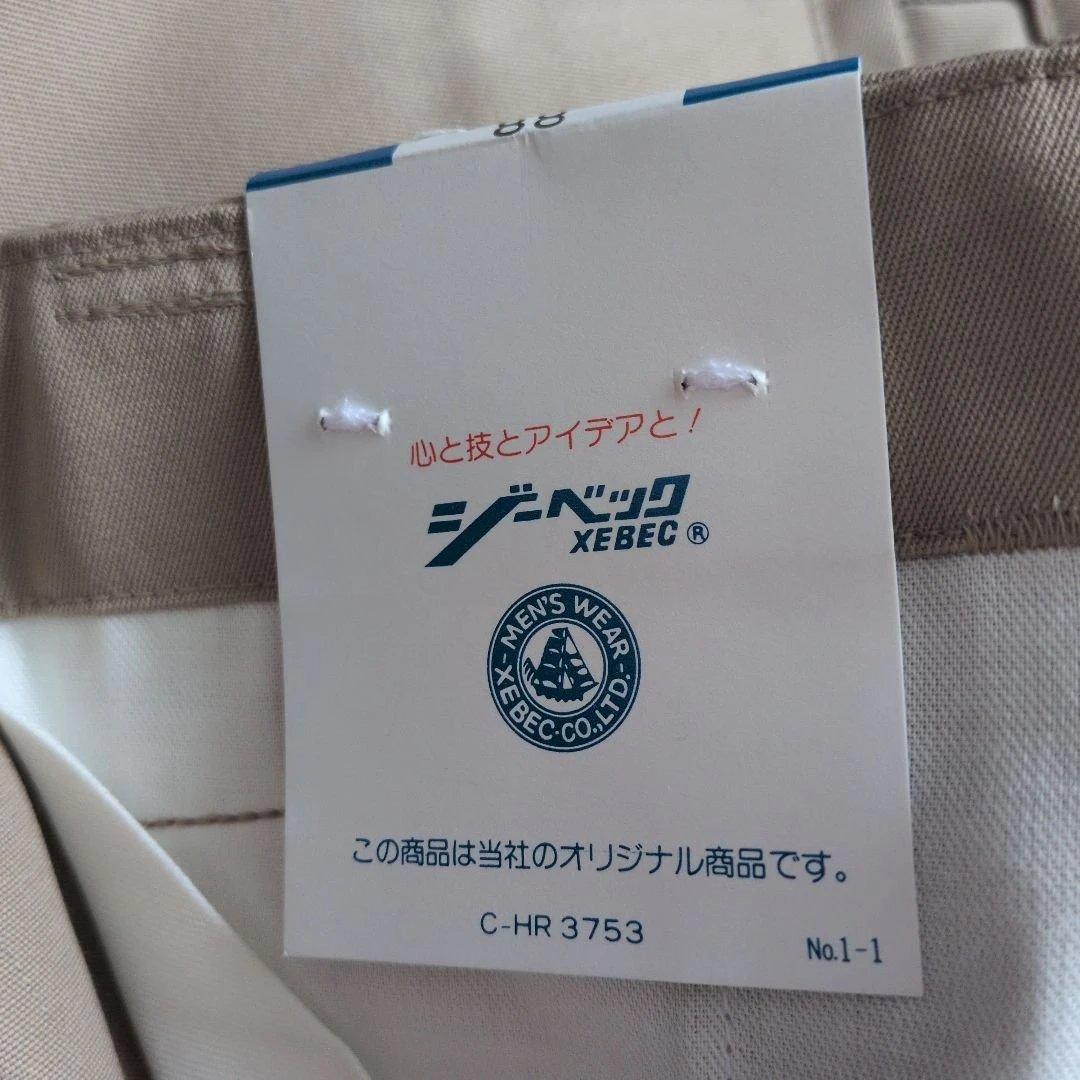 88
心と技とアイデアと！
ジーベック
XEBEC ®
- MEN'S WEAR -
XEBEC·CO.,LTD.
この商品は当社のオリジナル商品です。
C-HR 3753
No.1-1